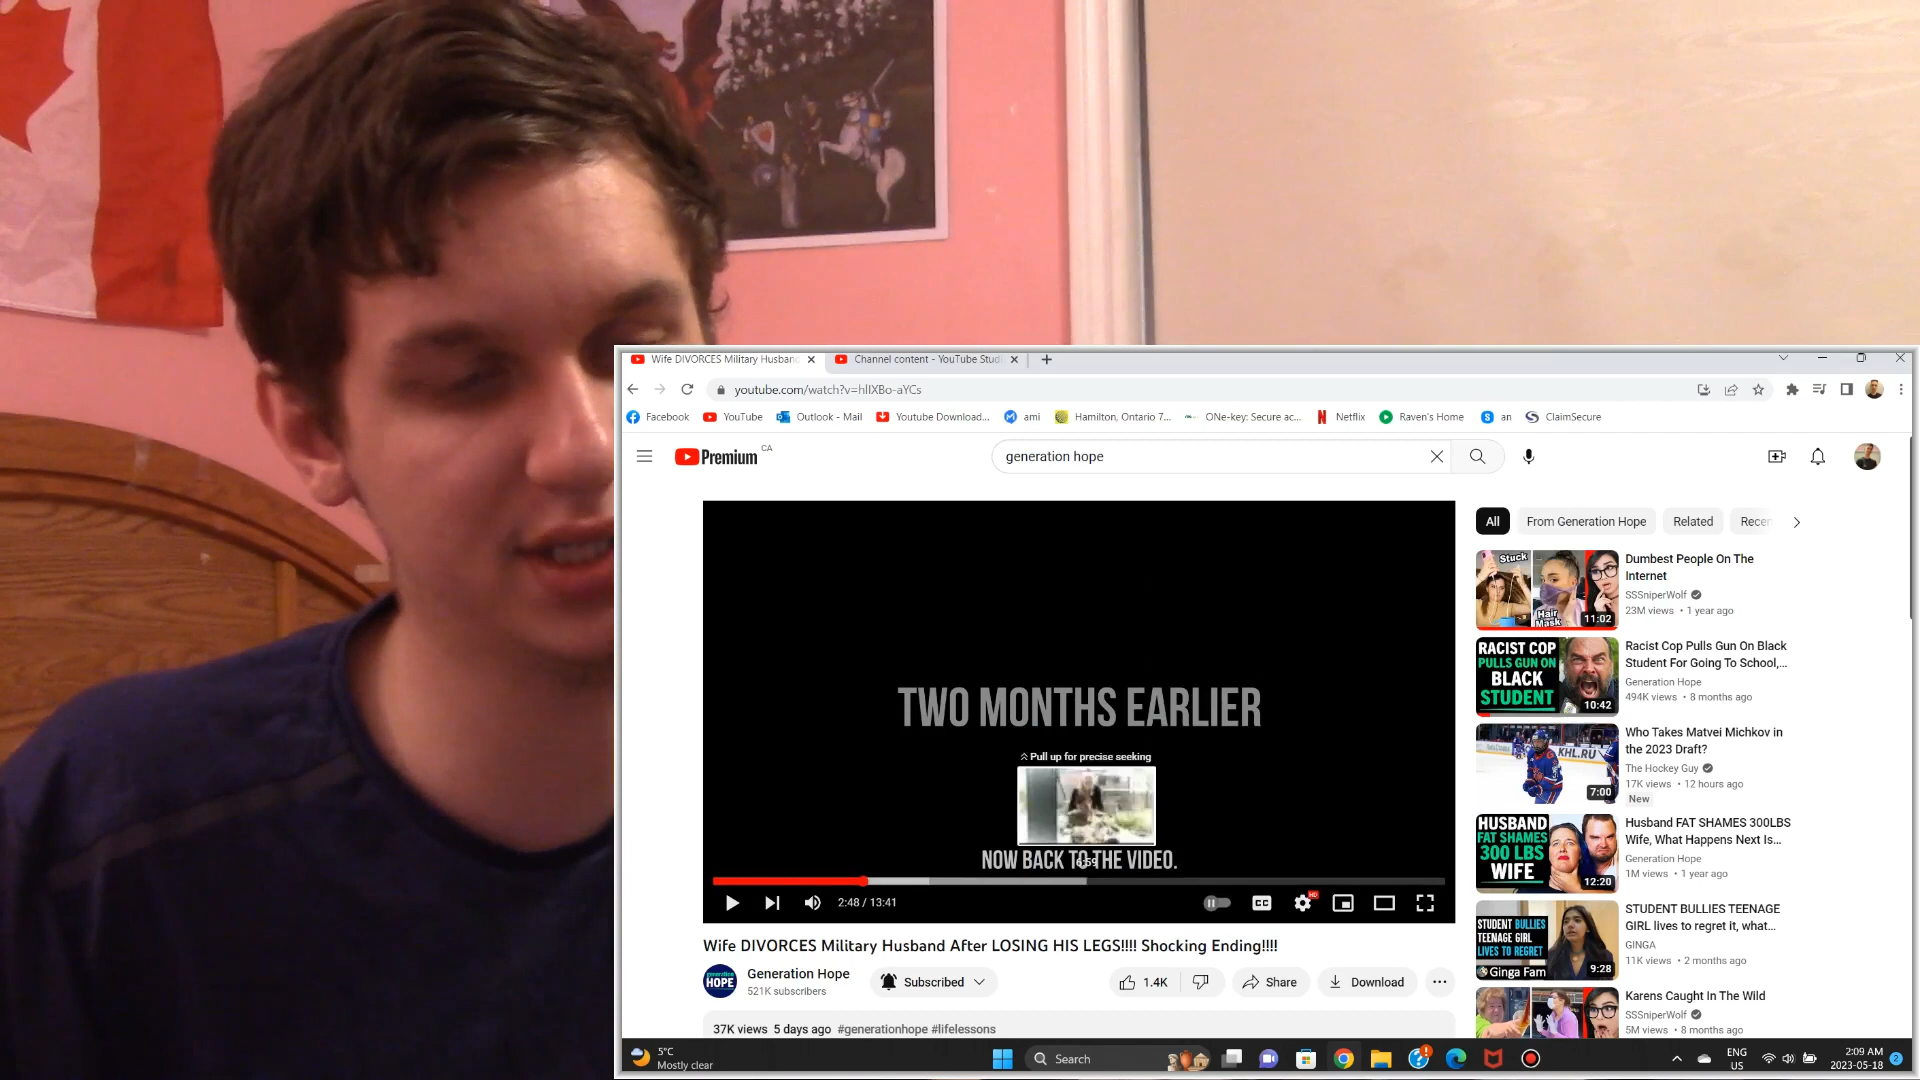 Wife DIVORCES Military Husban
Channel content - YouTube Stud
youtube.com/watch?v=hlIXBo-aYCs
Facebook
YouTube
Outlook - Mail
Youtube Download...
ami
Hamilton, Ontario 7...
ONe-key: Secure ac...
Netflix
Raven's Home
an
ClaimSecure
Premium CA
generation hope
TWO MONTHS EARLIER
Pull up for precise seeking
NOW BACK TO THE VIDEO.
6:59
2:48 / 13:41
CC
HD
Wife DIVORCES Military Husband After LOSING HIS LEGS!!!! Shocking Ending!!!!
generation
HOPE
Generation Hope
521K subscribers
Subscribed
1.4K
Share
Download
37K views 5 days ago #generationhope #lifelessons
All
From Generation Hope
Related
Recen
Stuck
Hair
Mask
11:02
Dumbest People On The
Internet
SSSniperWolf
23M views • 1 year ago
RACIST COP
PULLS GUN ON
BLACK
STUDENT
10:42
Racist Cop Pulls Gun On Black
Student For Going To School,...
Generation Hope
494K views • 8 months ago
KHL.RU
7:00
Who Takes Matvei Michkov in
the 2023 Draft?
The Hockey Guy
17K views • 12 hours ago
New
HUSBAND
FAT SHAMES
300 LBS
WIFE
12:20
Husband FAT SHAMES 300LBS
Wife, What Happens Next Is...
Generation Hope
1M views • 1 year ago
STUDENT BULLIES
TEENAGE GIRL
LIVES TO REGRET
Ginga Fam
9:28
STUDENT BULLIES TEENAGE
GIRL lives to regret it, what...
GINGA
11K views • 2 months ago
Karens Caught In The Wild
SSSniperWolf
5M views • 8 months ago
5°C
Mostly clear
Search
ENG
US
2:09 AM
2023-05-18
2